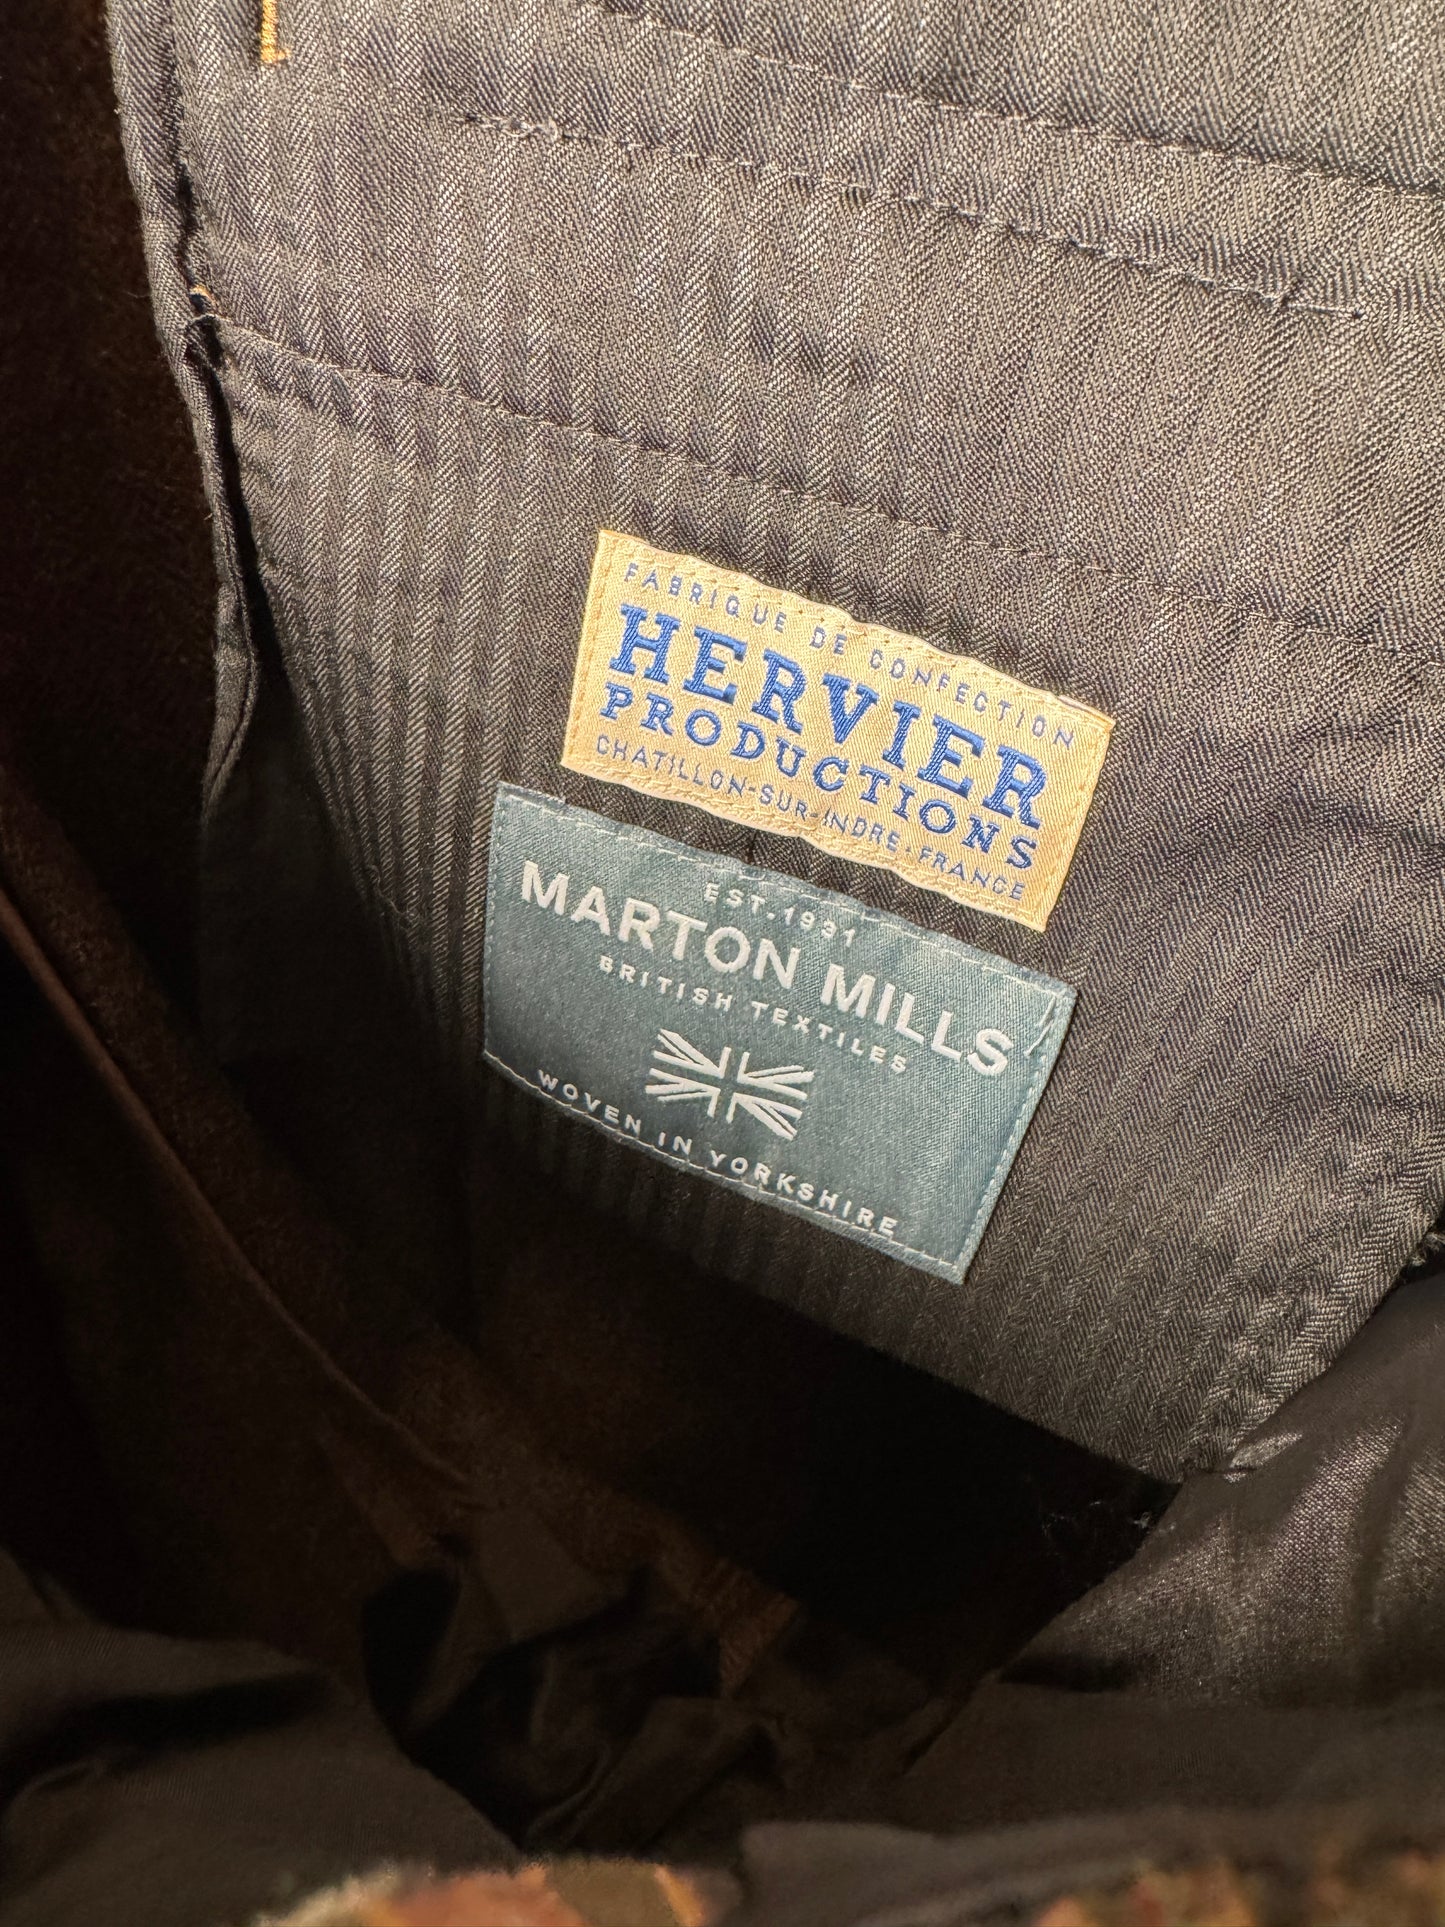 FABRIQUE DE CONFECTION
HERVIER
PRODUCTIONS
CHATILLON-SUR-INDRE. FRANCE
EST. 1931
MARTON MILLS
BRITISH TEXTILES
WOVEN IN YORKSHIRE